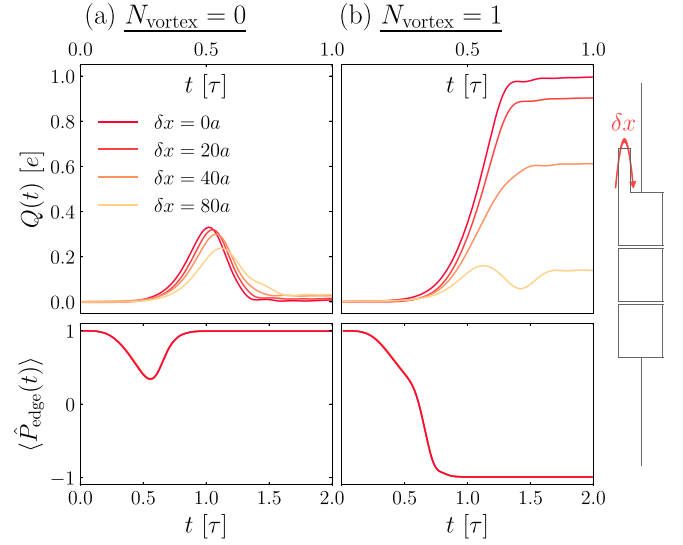 (a) N_vortex = 0
(b) N_vortex = 1
0.0 0.5 1.0
0.0 0.5 1.0
t [τ]
t [τ]
Q(t) [e]
1.0
0.8
0.6
0.4
0.2
0.0
δx = 0a
δx = 20a
δx = 40a
δx = 80a
δx
⟨P̂_edge(t)⟩
1
0
−1
0.0 0.5 1.0 1.5 2.0
0.5 1.0 1.5 2.0
t [τ]
t [τ]